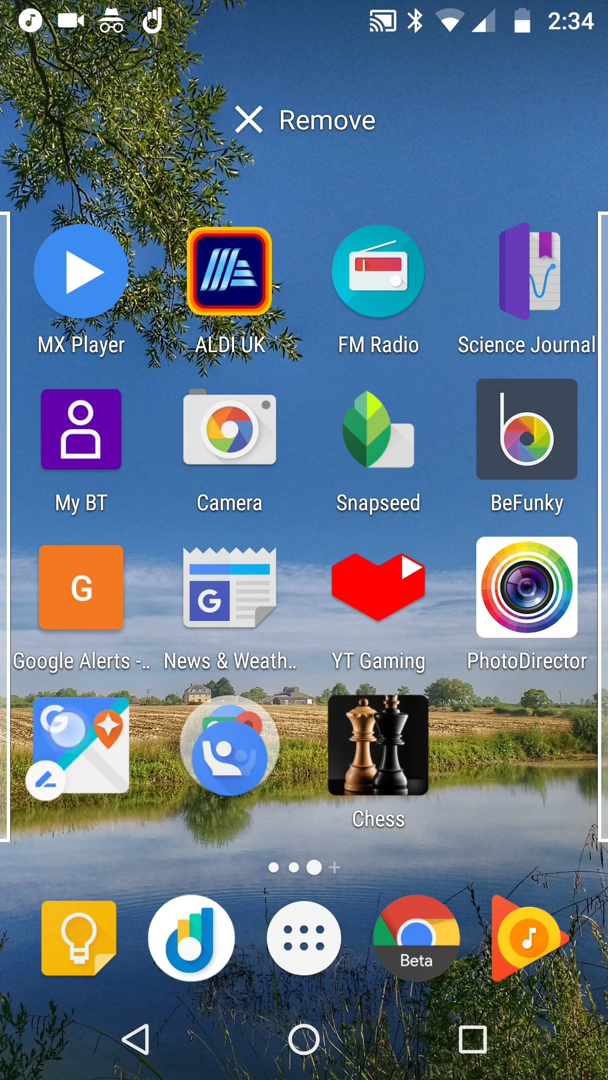 2:34
Remove
MX Player
ALDI UK
FM Radio
Science Journal
My BT
Camera
Snapseed
BeFunky
G
G
Google Alerts -..
News & Weath..
YT Gaming
PhotoDirector
G
Chess
Beta